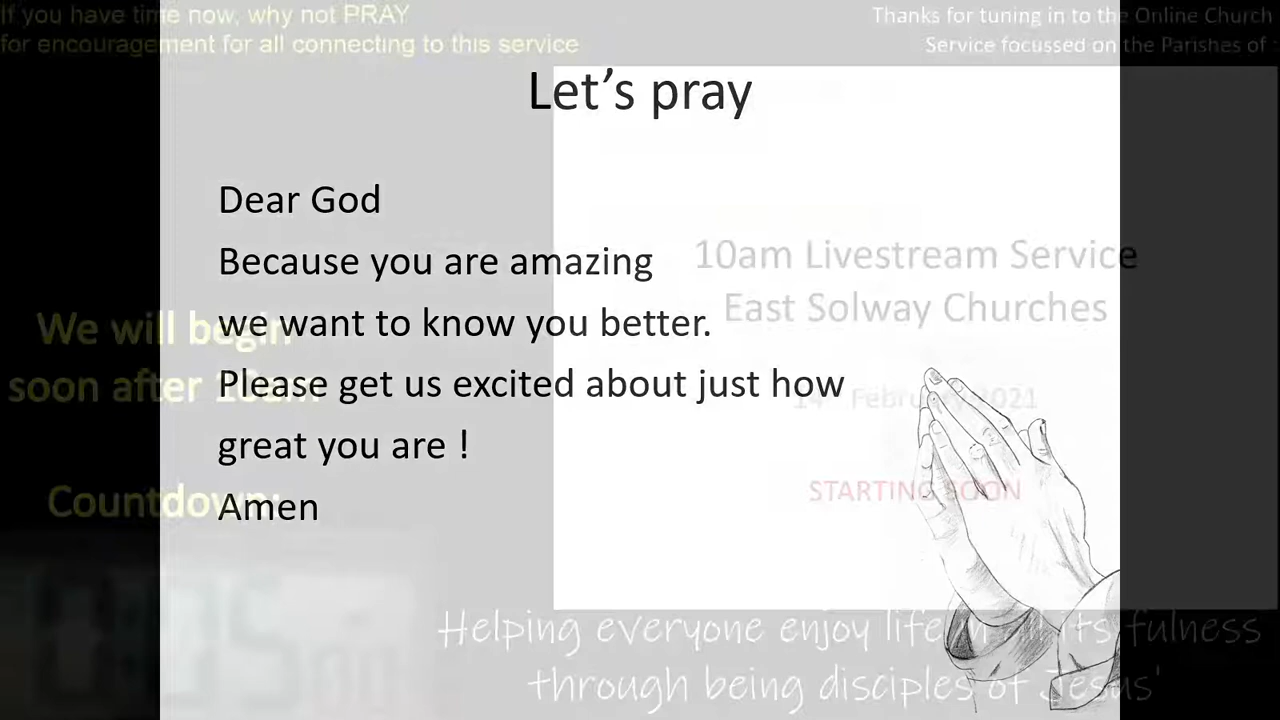 If you have time now, why not PRAY
for encouragement for all connecting to this service
Thanks for tuning in to the Online Church
Service focussed on the Parishes of
Let’s pray
Dear God
Because you are amazing
we want to know you better.
Please get us excited about just how
great you are !
Amen
10am Livestream Service
East Solway Churches
14 February 2021
STARTING SOON
We will begin
soon after 10am
Countdown:
Helping everyone enjoy life in all its fulness
through being disciples of Jesus'